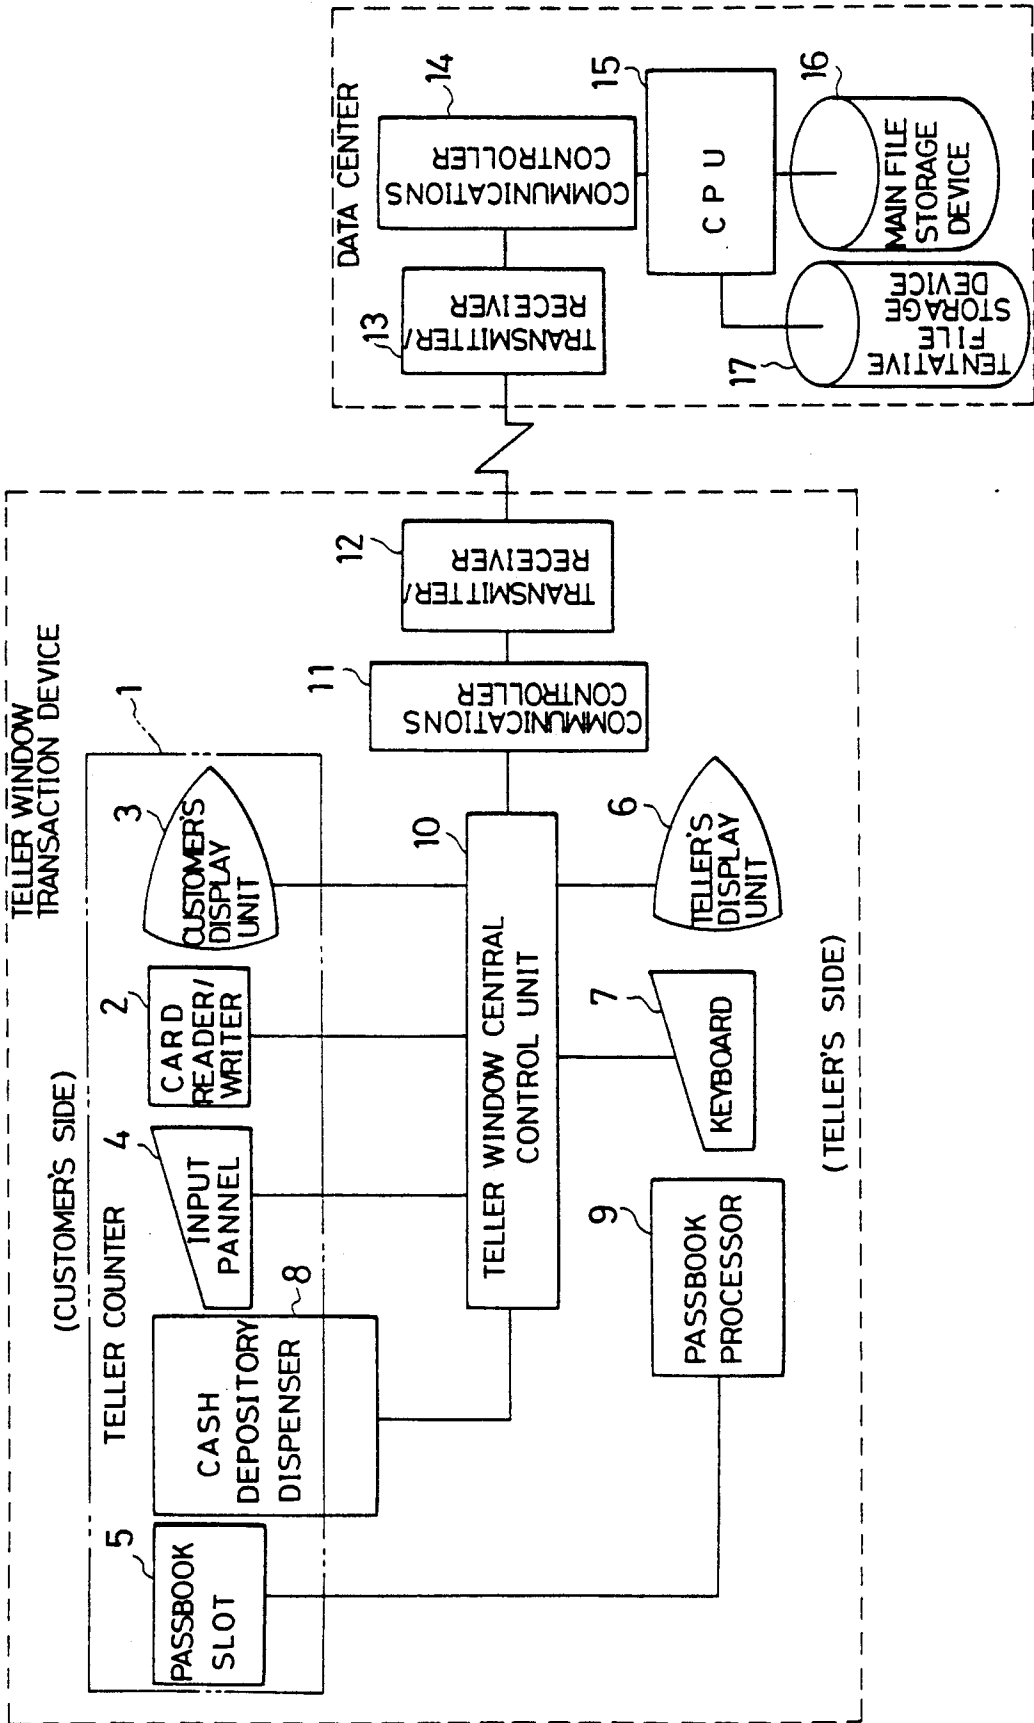 TELLER WINDOW
TRANSACTION DEVICE
(CUSTOMER'S SIDE)
TELLER COUNTER
1
5
PASSBOOK
SLOT
8
CASH
DEPOSITORY
DISPENSER
4
INPUT
PANNEL
2
CARD
READER/
WRITER
3
CUSTOMER'S
DISPLAY
UNIT
10
TELLER WINDOW CENTRAL
CONTROL UNIT
11
COMMUNICATIONS
CONTROLLER
12
TRANSMITTER/
RECEIVER
9
PASSBOOK
PROCESSOR
7
KEYBOARD
6
TELLER'S
DISPLAY
UNIT
(TELLER'S SIDE)
DATA CENTER
13
TRANSMITTER/
RECEIVER
14
COMMUNICATIONS
CONTROLLER
15
CPU
17
TENTATIVE
FILE
STORAGE
DEVICE
16
MAIN FILE
STORAGE
DEVICE